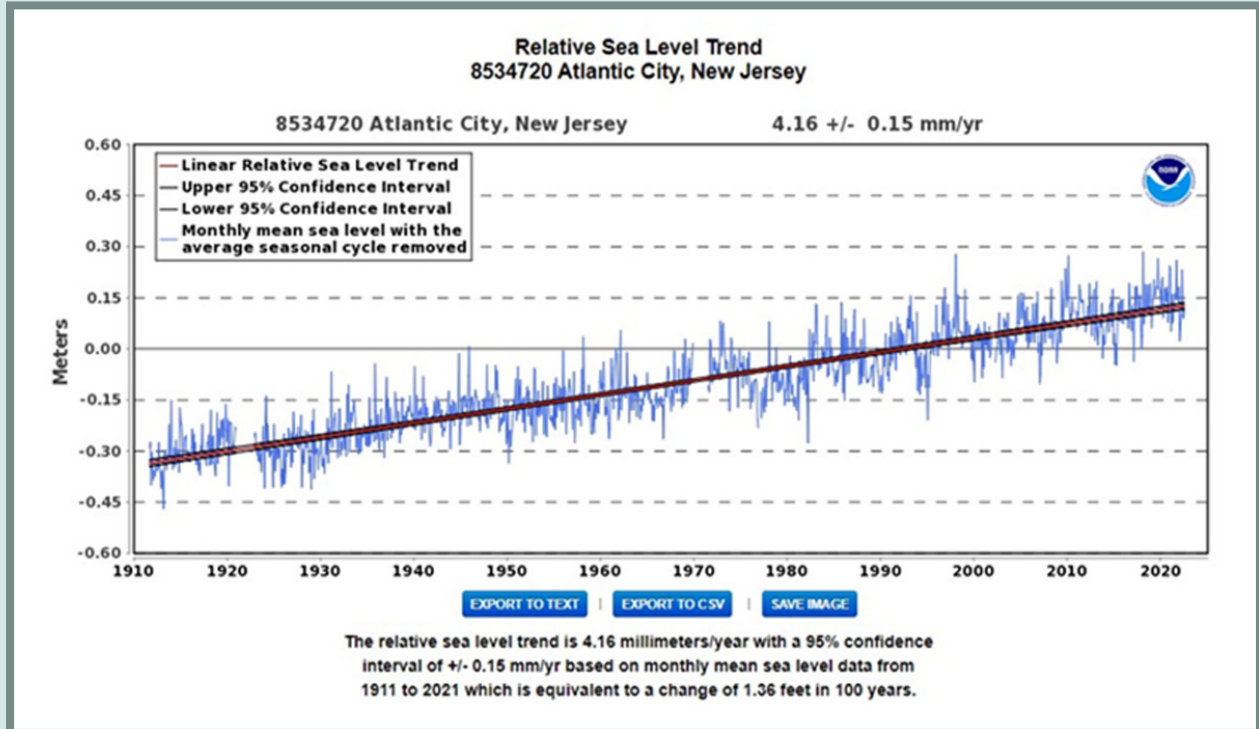 Relative Sea Level Trend
8534720 Atlantic City, New Jersey
8534720 Atlantic City, New Jersey 4.16 +/- 0.15 mm/yr
0.60
0.45
0.30
0.15
0.00
-0.15
-0.30
-0.45
-0.60
Meters
Linear Relative Sea Level Trend
Upper 95% Confidence Interval
Lower 95% Confidence Interval
Monthly mean sea level with the
average seasonal cycle removed
noaa
1910 1920 1930 1940 1950 1960 1970 1980 1990 2000 2010 2020
EXPORT TO TEXT | EXPORT TO CSV | SAVE IMAGE
The relative sea level trend is 4.16 millimeters/year with a 95% confidence
interval of +/- 0.15 mm/yr based on monthly mean sea level data from
1911 to 2021 which is equivalent to a change of 1.36 feet in 100 years.